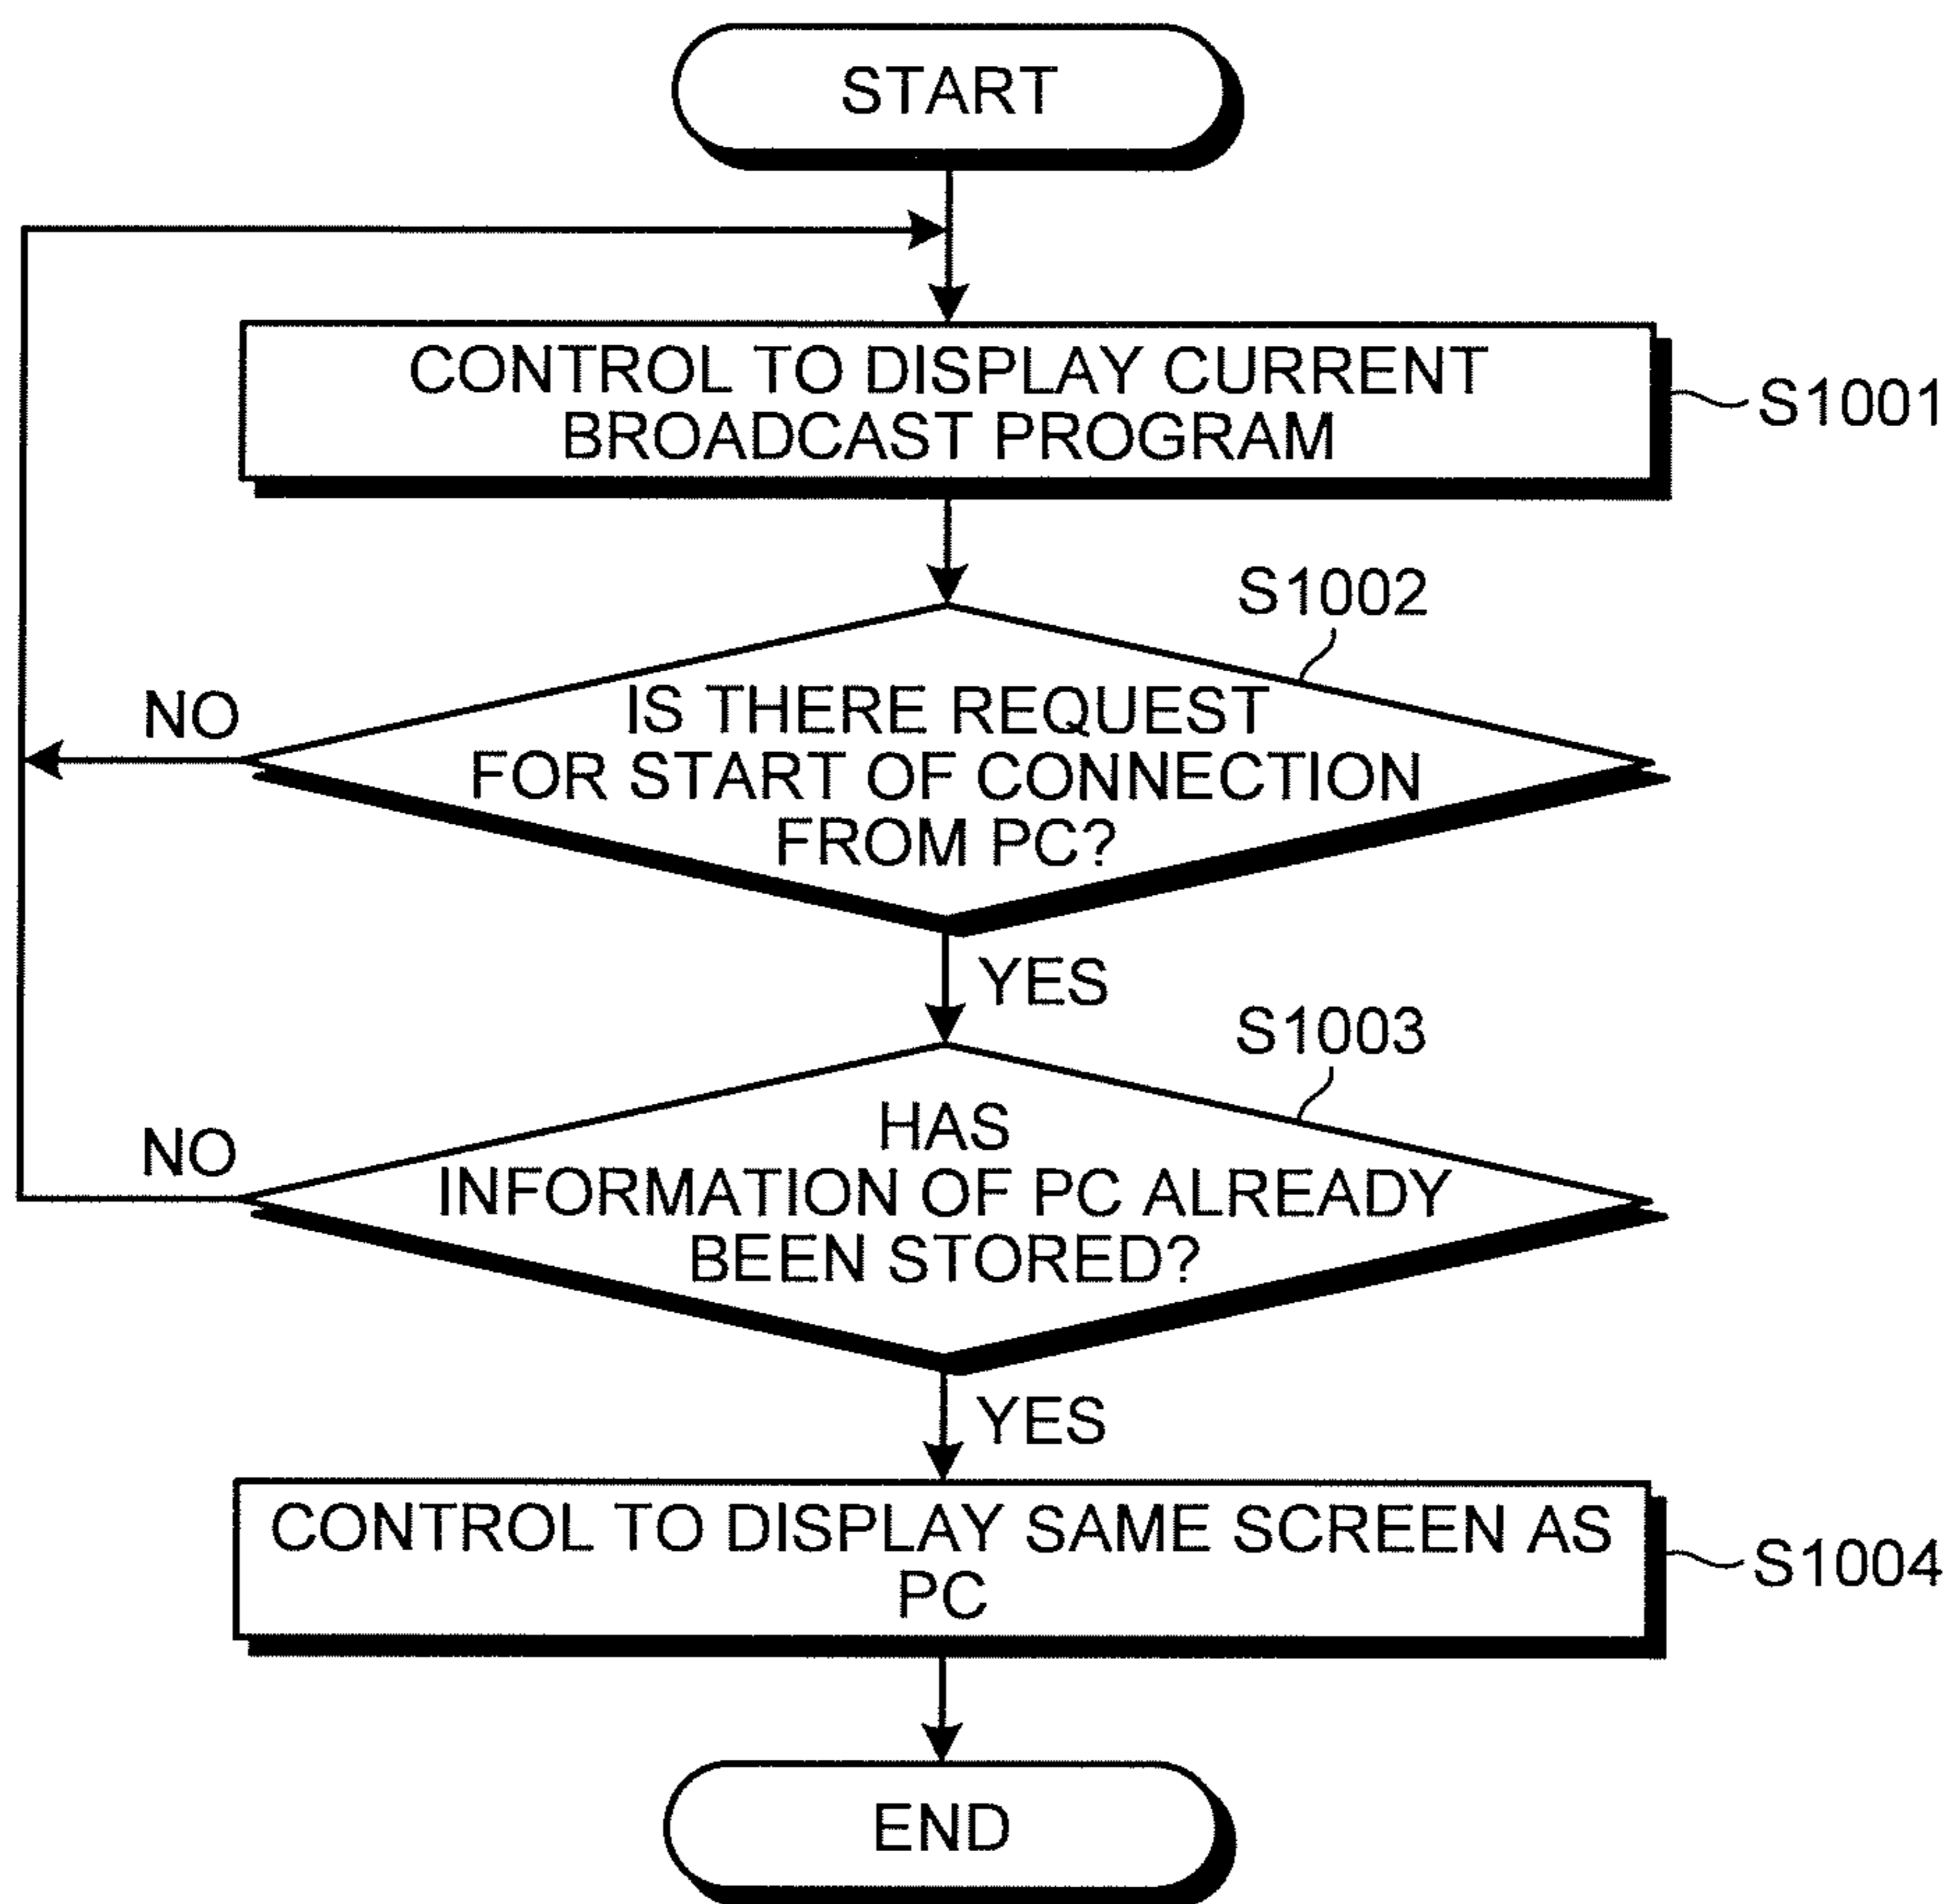 START
CONTROL TO DISPLAY CURRENT
BROADCAST PROGRAM
S1001
S1002
IS THERE REQUEST
FOR START OF CONNECTION
FROM PC?
NO
YES
S1003
HAS
INFORMATION OF PC ALREADY
BEEN STORED?
NO
YES
CONTROL TO DISPLAY SAME SCREEN AS
PC
S1004
END